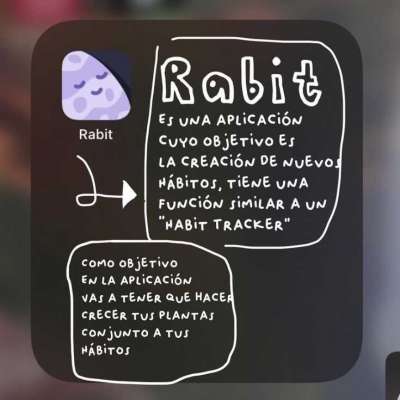 Rabit
Rabit
ES UNA APLICACIÓN
CUYO OBJETIVO ES
LA CREACIÓN DE NUEVOS
HÁBITOS, TIENE UNA
FUNCIÓN SIMILAR A UN
"HABIT TRACKER"
COMO OBJETIVO
EN LA APLICACIÓN
VAS A TENER QUE HACER
CRECER TUS PLANTAS
CONJUNTO A TUS
HÁBITOS